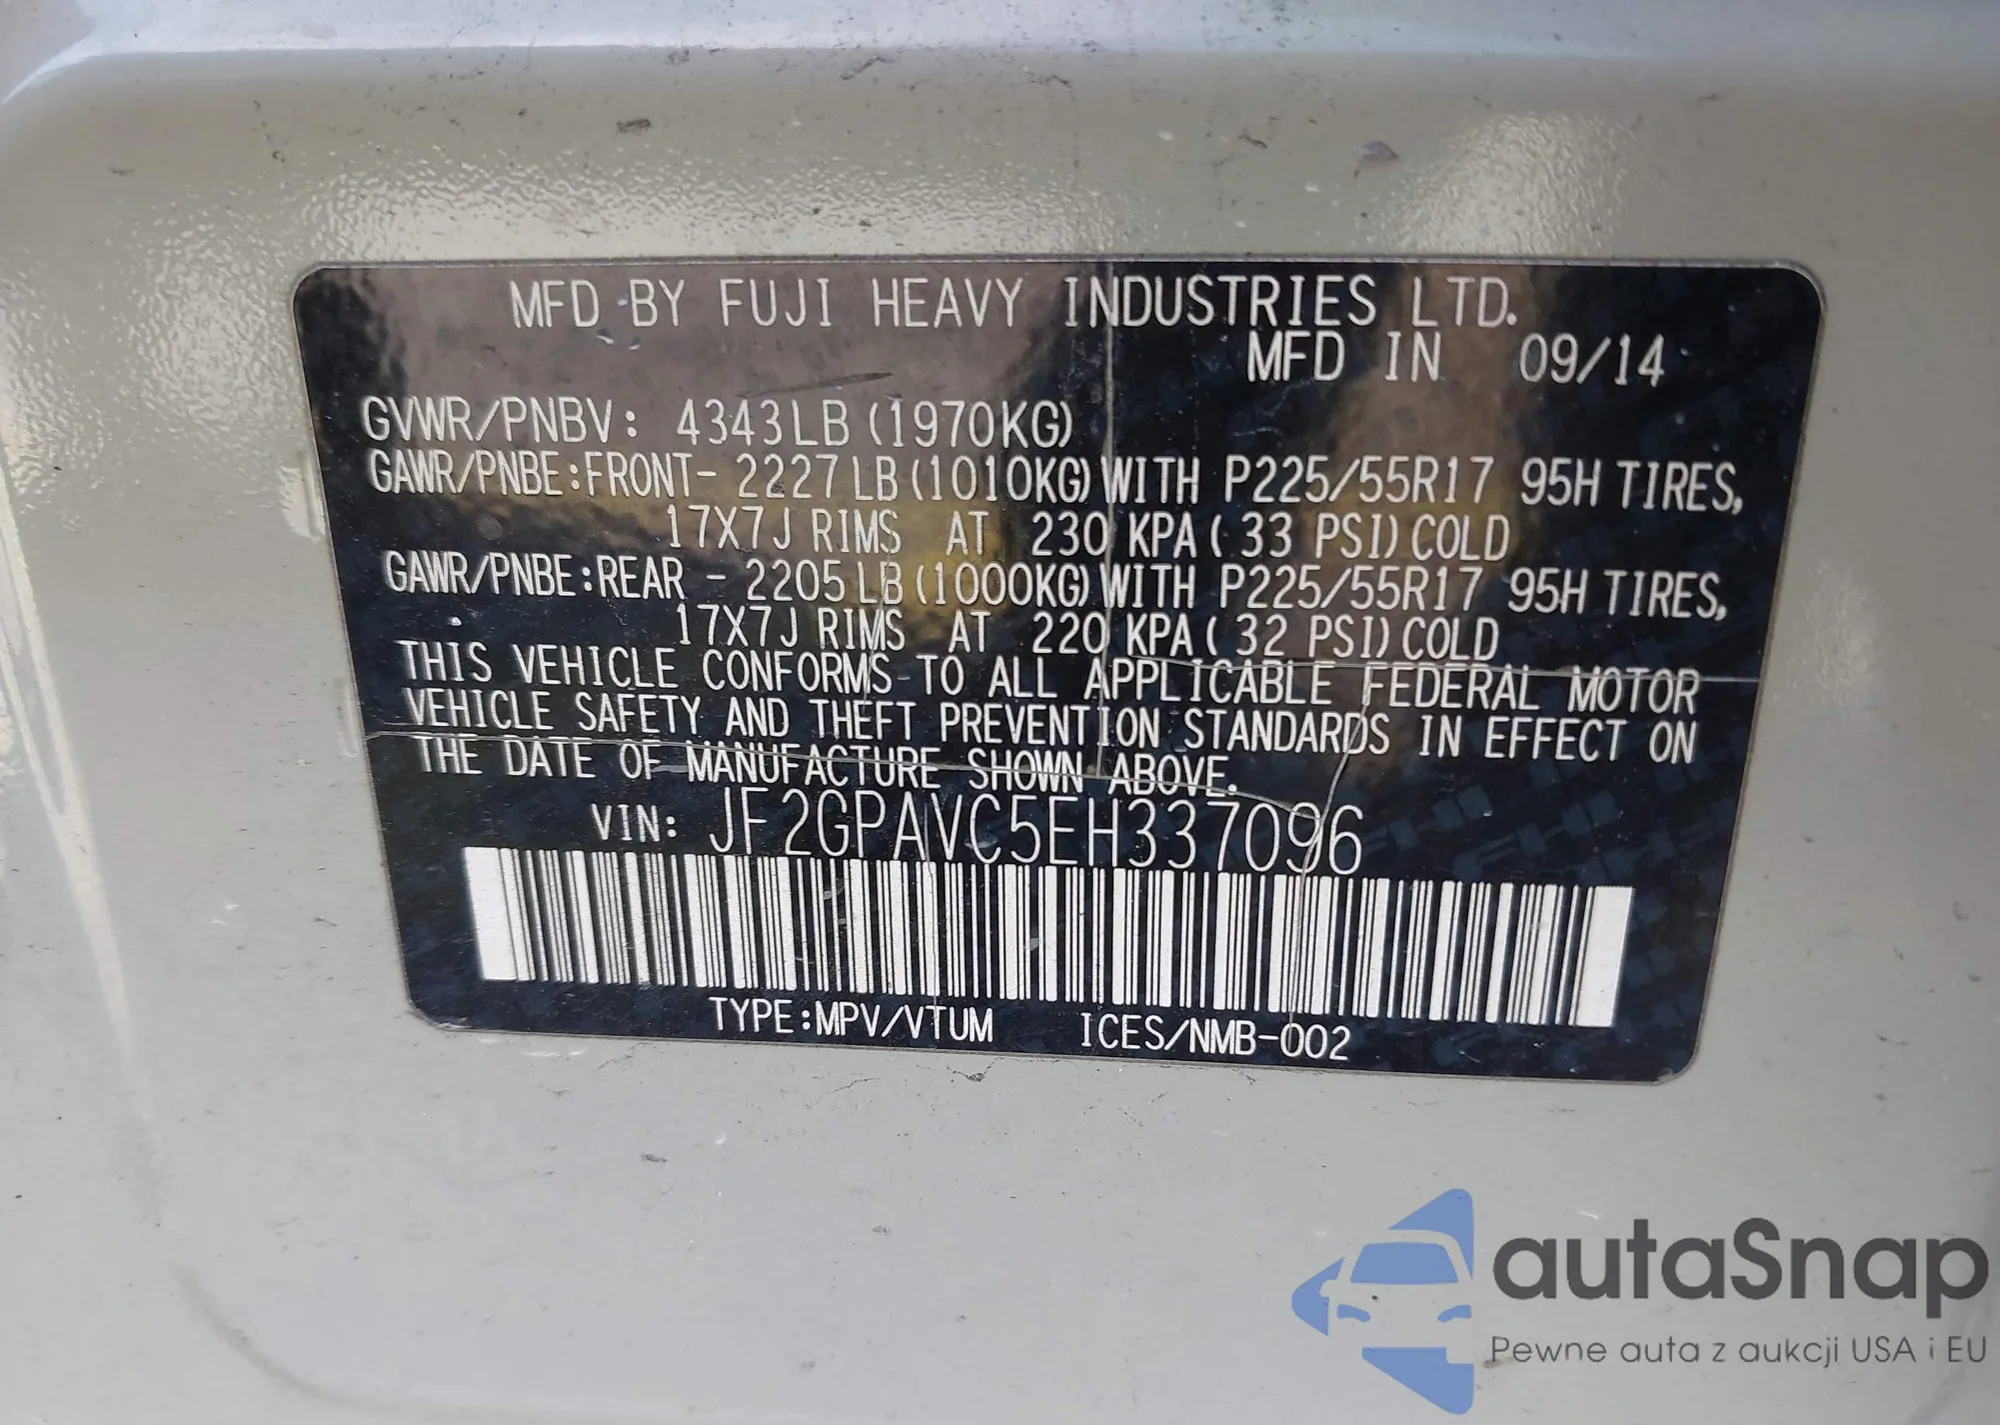 MFD BY FUJI HEAVY INDUSTRIES LTD.
MFD IN 09/14
GVWR/PNBV: 4343LB (1970KG)
GAWR/PNBE:FRONT- 2227LB (1010KG) WITH P225/55R17 95H TIRES,
17X7J RIMS AT 230 KPA (33 PSI) COLD
GAWR/PNBE:REAR - 2205LB (1000KG) WITH P225/55R17 95H TIRES,
17X7J RIMS AT 220 KPA (32 PSI) COLD
THIS VEHICLE CONFORMS TO ALL APPLICABLE FEDERAL MOTOR
VEHICLE SAFETY AND THEFT PREVENTION STANDARDS IN EFFECT ON
THE DATE OF MANUFACTURE SHOWN ABOVE.
VIN: JF2GPAVC5EH337096
TYPE:MPV/VTUM ICES/NMB-002
autaSnap
Pewne auta z aukcji USA i EU